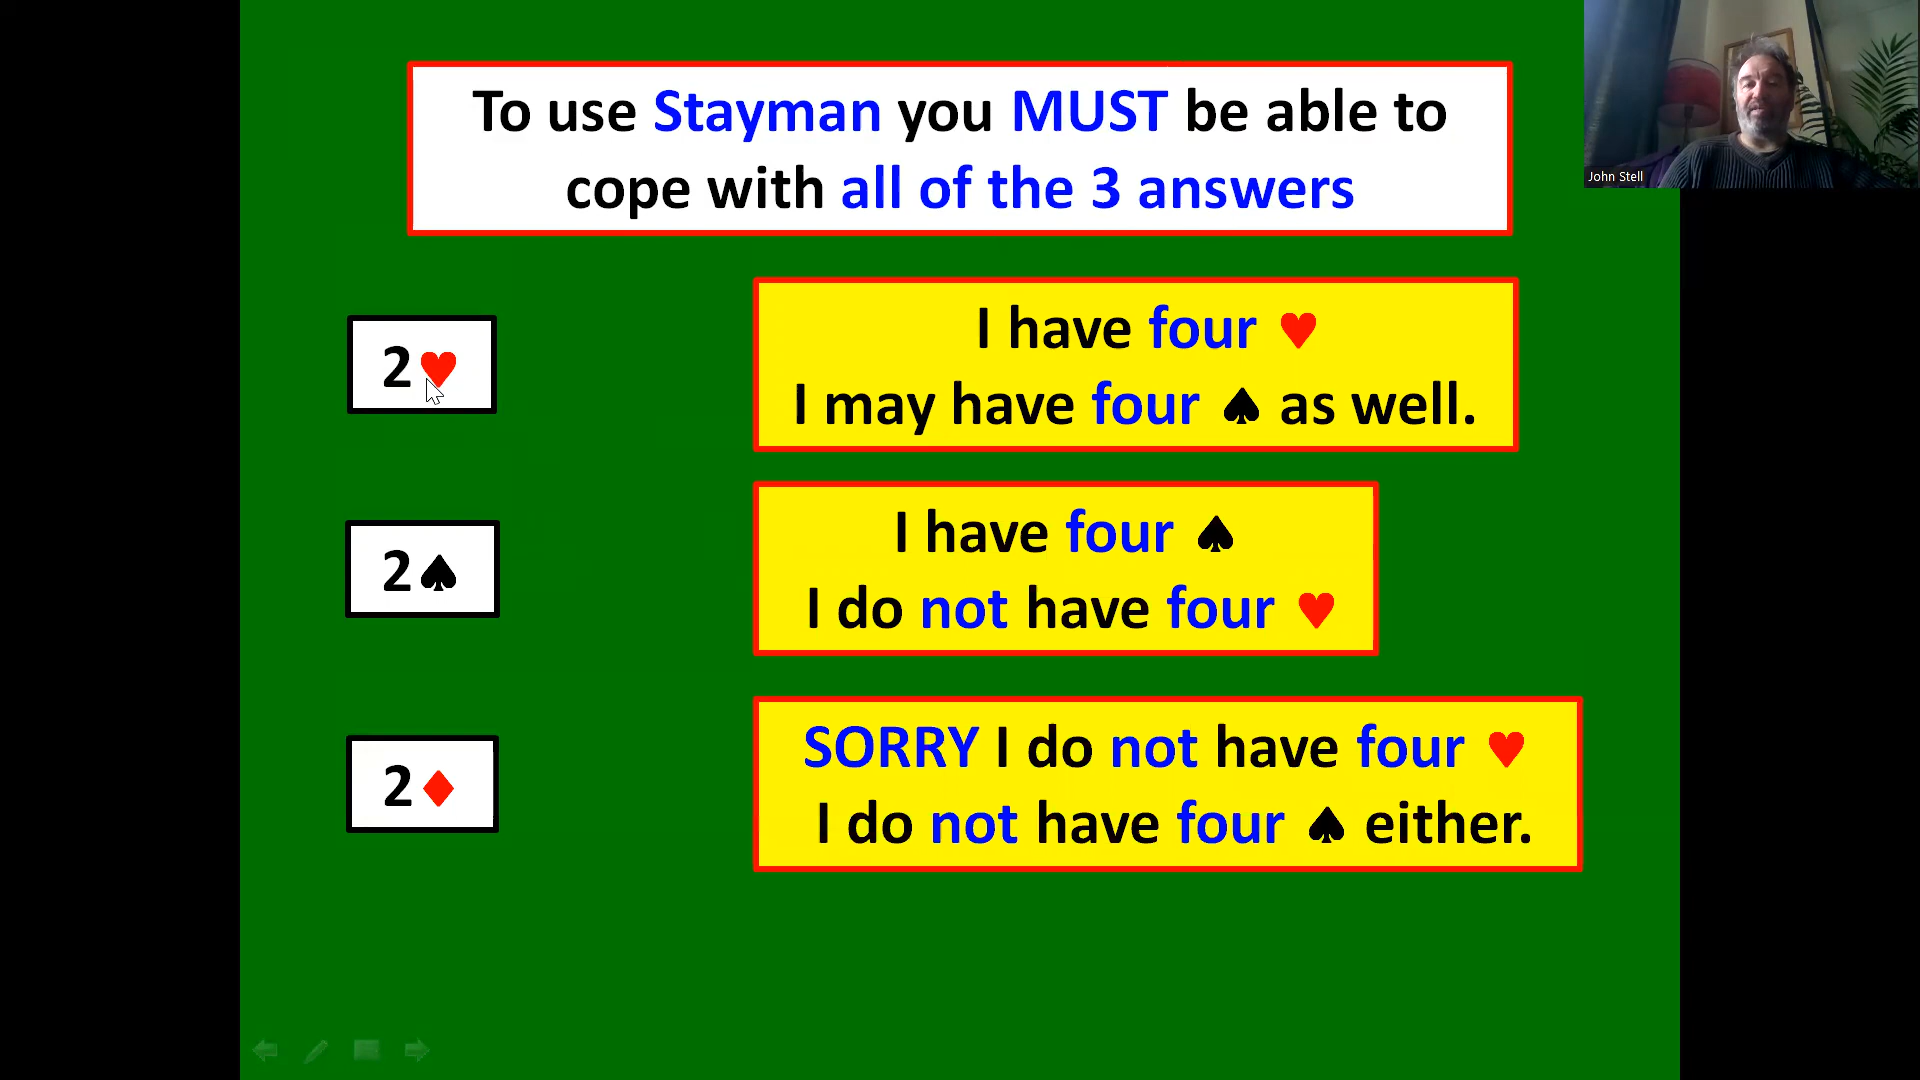 To use Stayman you MUST be able to
cope with all of the 3 answers
John Stell
2♥
I have four ♥
I may have four ♠ as well.
2♠
I have four ♠
I do not have four ♥
2♦
SORRY I do not have four ♥
I do not have four ♠ either.